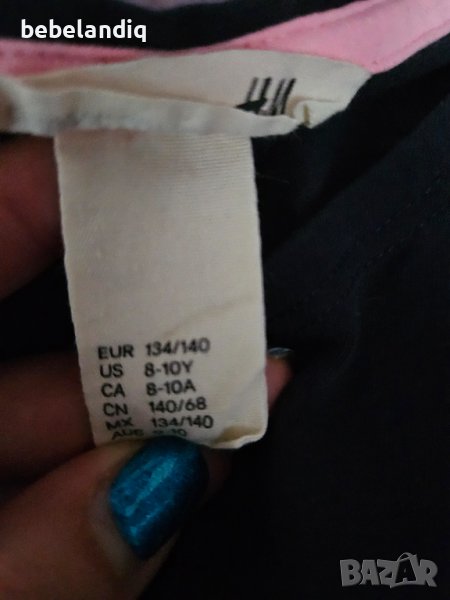 bebelandiq
EUR 134/140
US 8-10Y
CA 8-10A
CN 140/68
MX 134/140
BAZAR